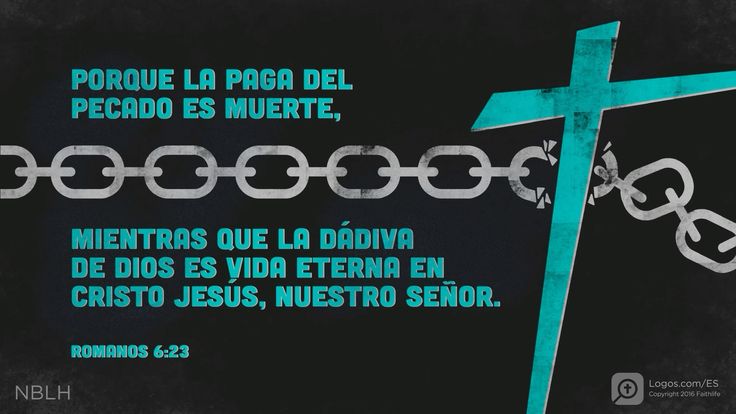 PORQUE LA PAGA DEL
PECADO ES MUERTE,
MIENTRAS QUE LA DÁDIVA
DE DIOS ES VIDA ETERNA EN
CRISTO JESÚS, NUESTRO SEÑOR.
ROMANOS 6:23
NBLH
Logos.com/ES
Copyright 2016 Faithlife